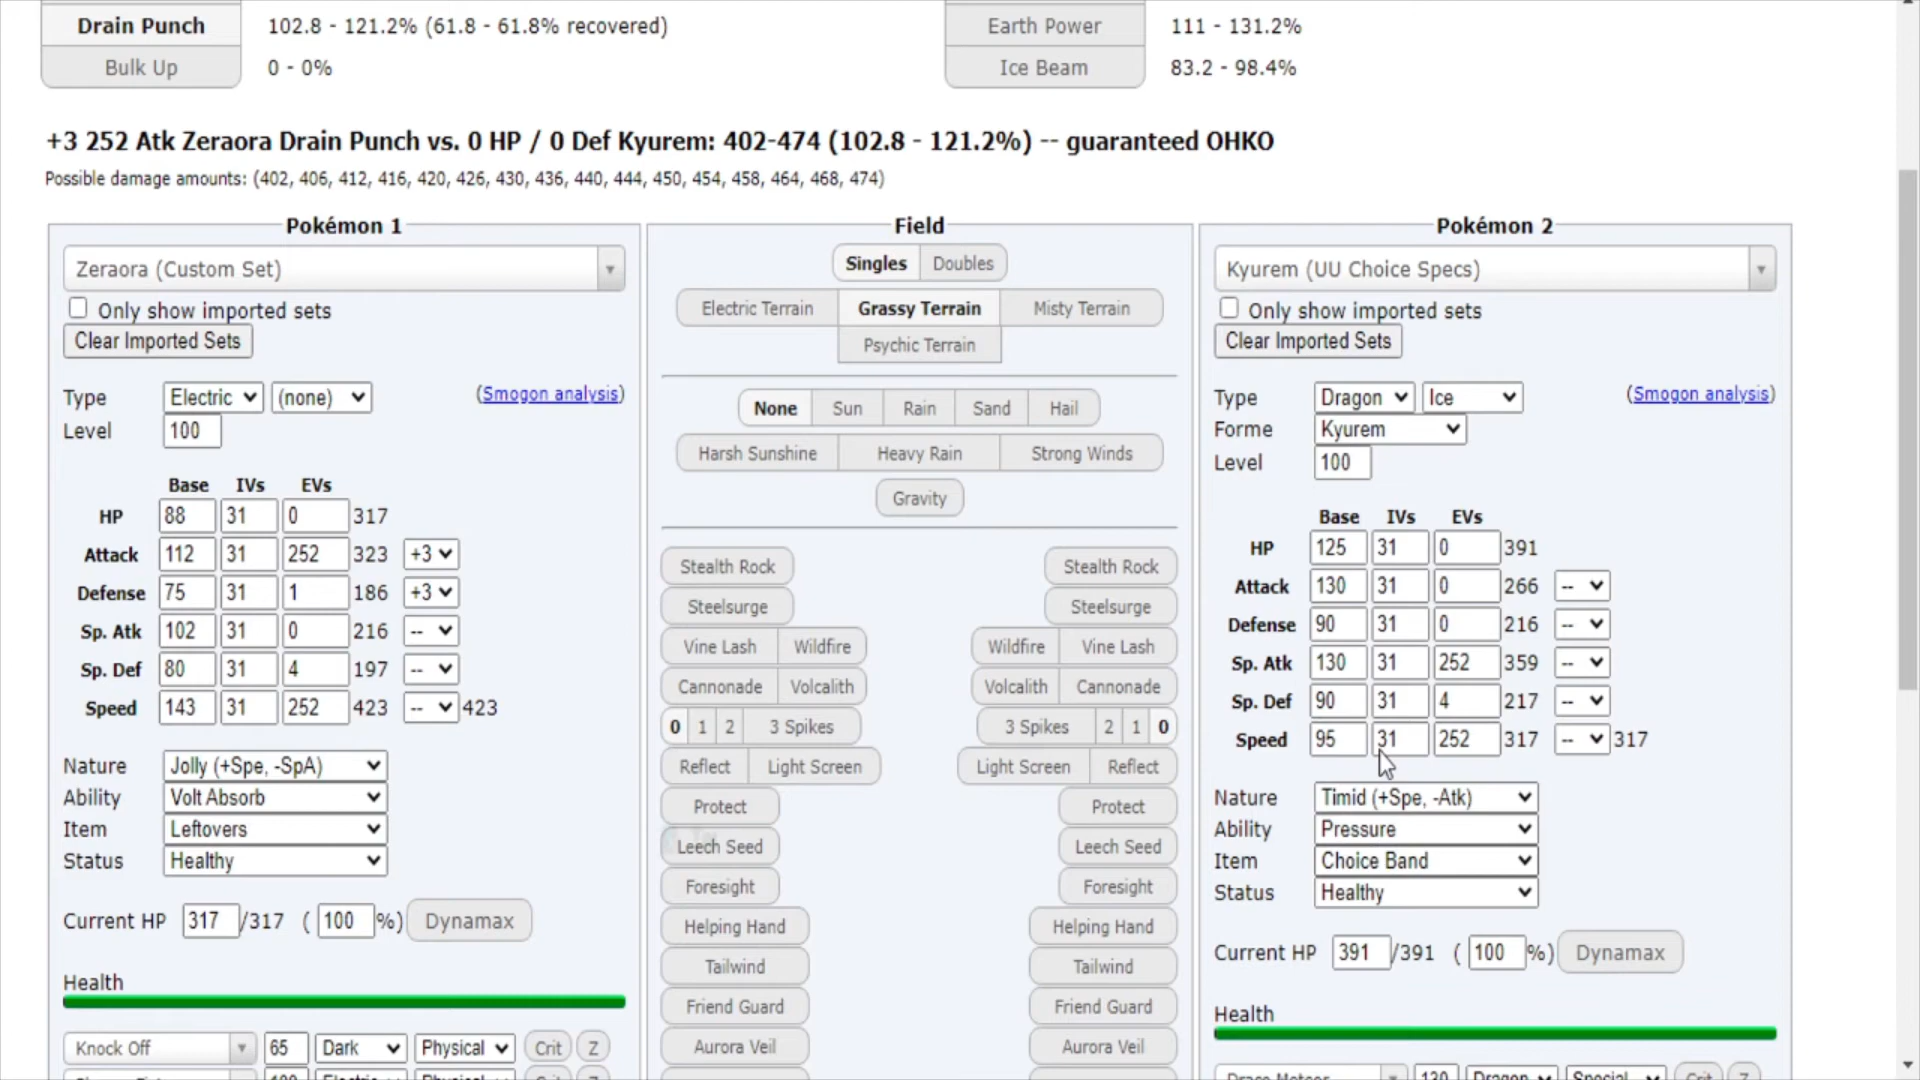 Drain Punch 102.8 - 121.2% (61.8 - 61.8% recovered)
Bulk Up 0 - 0%
Earth Power 111 - 131.2%
Ice Beam 83.2 - 98.4%
+3 252 Atk Zeraora Drain Punch vs. 0 HP / 0 Def Kyurem: 402-474 (102.8 - 121.2%) -- guaranteed OHKO
Possible damage amounts: (402, 406, 412, 416, 420, 426, 430, 436, 440, 444, 450, 454, 458, 464, 468, 474)
Pokémon 1
Zeraora (Custom Set)
Only show imported sets
Clear Imported Sets
Type Electric (none) (Smogon analysis)
Level 100
Base IVs EVs
HP 88 31 0 317
Attack 112 31 252 323 +3
Defense 75 31 1 186 +3
Sp. Atk 102 31 0 216 --
Sp. Def 80 31 4 197 --
Speed 143 31 252 423 -- 423
Nature Jolly (+Spe, -SpA)
Ability Volt Absorb
Item Leftovers
Status Healthy
Current HP 317/317 ( 100 %) Dynamax
Health
Knock Off 65 Dark Physical Crit Z
Field
Singles Doubles
Electric Terrain Grassy Terrain Misty Terrain
Psychic Terrain
None Sun Rain Sand Hail
Harsh Sunshine Heavy Rain Strong Winds
Gravity
Stealth Rock Stealth Rock
Steelsurge Steelsurge
Vine Lash Wildfire Wildfire Vine Lash
Cannonade Volcalith Volcalith Cannonade
0 1 2 3 Spikes 3 Spikes 2 1 0
Reflect Light Screen Light Screen Reflect
Protect Protect
Leech Seed Leech Seed
Foresight Foresight
Helping Hand Helping Hand
Tailwind Tailwind
Friend Guard Friend Guard
Aurora Veil Aurora Veil
Pokémon 2
Kyurem (UU Choice Specs)
Only show imported sets
Clear Imported Sets
Type Dragon Ice (Smogon analysis)
Forme Kyurem
Level 100
Base IVs EVs
HP 125 31 0 391
Attack 130 31 0 266 --
Defense 90 31 0 216 --
Sp. Atk 130 31 252 359 --
Sp. Def 90 31 4 217 --
Speed 95 31 252 317 -- 317
Nature Timid (+Spe, -Atk)
Ability Pressure
Item Choice Band
Status Healthy
Current HP 391/391 ( 100 %) Dynamax
Health
Draco Meteor 130 Dragon Special Crit Z